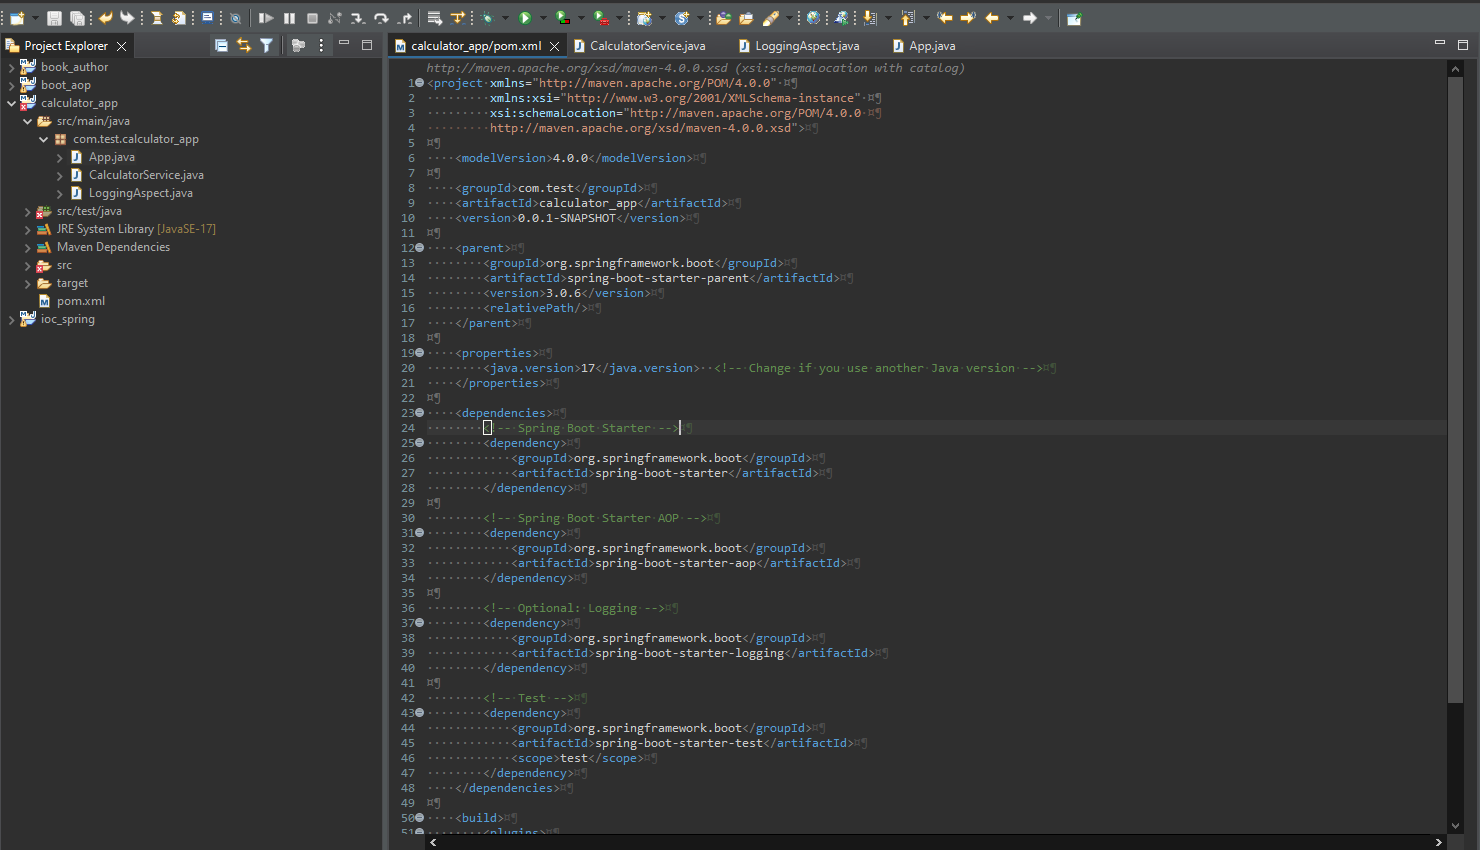 Project Explorer
book_author
boot_aop
calculator_app
src/main/java
com.test.calculator_app
App.java
CalculatorService.java
LoggingAspect.java
src/test/java
JRE System Library [JavaSE-17]
Maven Dependencies
src
target
pom.xml
ioc_spring
calculator_app/pom.xml CalculatorService.java LoggingAspect.java App.java
http://maven.apache.org/xsd/maven-4.0.0.xsd (xsi:schemaLocation with catalog)
1 <project xmlns="http://maven.apache.org/POM/4.0.0"
2 xmlns:xsi="http://www.w3.org/2001/XMLSchema-instance"
3 xsi:schemaLocation="http://maven.apache.org/POM/4.0.0
4 http://maven.apache.org/xsd/maven-4.0.0.xsd">
5
6 <modelVersion>4.0.0</modelVersion>
7
8 <groupId>com.test</groupId>
9 <artifactId>calculator_app</artifactId>
10 <version>0.0.1-SNAPSHOT</version>
11
12 <parent>
13 <groupId>org.springframework.boot</groupId>
14 <artifactId>spring-boot-starter-parent</artifactId>
15 <version>3.0.6</version>
16 <relativePath/>
17 </parent>
18
19 <properties>
20 <java.version>17</java.version> <!-- Change if you use another Java version -->
21 </properties>
22
23 <dependencies>
24 <!-- Spring Boot Starter -->
25 <dependency>
26 <groupId>org.springframework.boot</groupId>
27 <artifactId>spring-boot-starter</artifactId>
28 </dependency>
29
30 <!-- Spring Boot Starter AOP -->
31 <dependency>
32 <groupId>org.springframework.boot</groupId>
33 <artifactId>spring-boot-starter-aop</artifactId>
34 </dependency>
35
36 <!-- Optional: Logging -->
37 <dependency>
38 <groupId>org.springframework.boot</groupId>
39 <artifactId>spring-boot-starter-logging</artifactId>
40 </dependency>
41
42 <!-- Test -->
43 <dependency>
44 <groupId>org.springframework.boot</groupId>
45 <artifactId>spring-boot-starter-test</artifactId>
46 <scope>test</scope>
47 </dependency>
48 </dependencies>
49
50 <build>
51 <plugins>